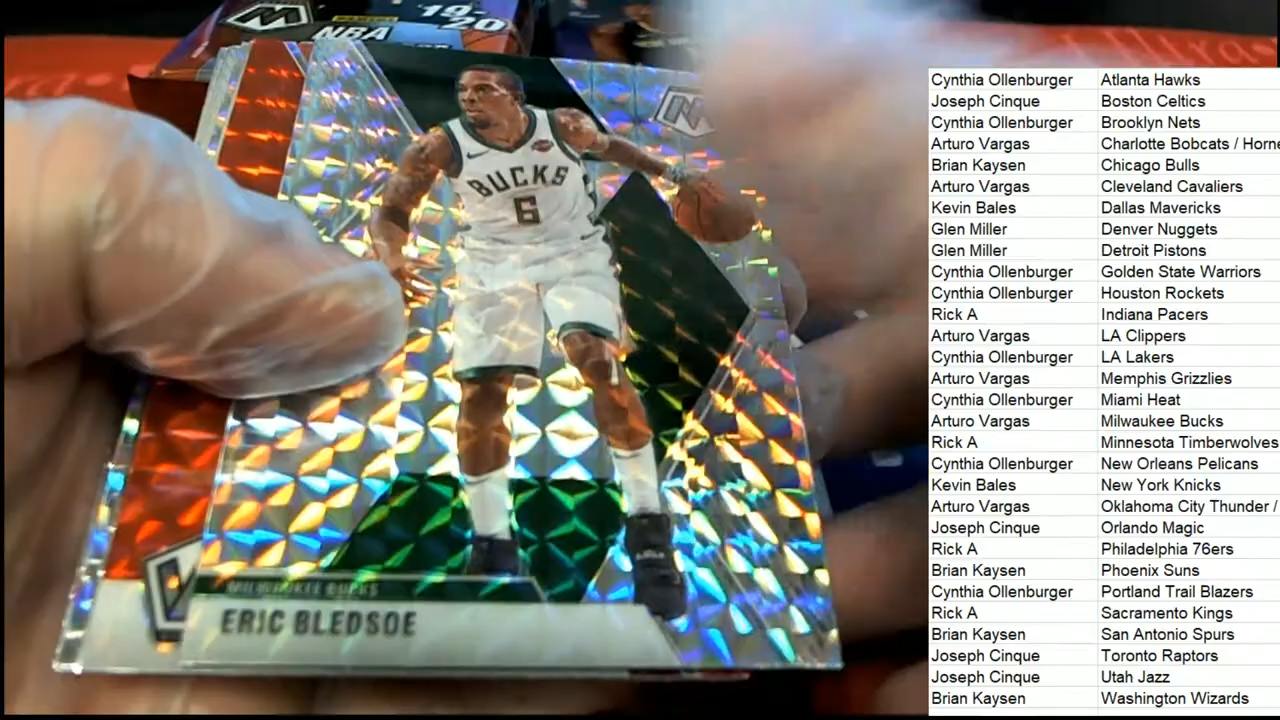 19-
20
NBA
BUCKS
6
MILWAUKEE BUCKS
ERIC BLEDSOE
Cynthia Ollenburger Atlanta Hawks
Joseph Cinque Boston Celtics
Cynthia Ollenburger Brooklyn Nets
Arturo Vargas Charlotte Bobcats / Horne
Brian Kaysen Chicago Bulls
Arturo Vargas Cleveland Cavaliers
Kevin Bales Dallas Mavericks
Glen Miller Denver Nuggets
Glen Miller Detroit Pistons
Cynthia Ollenburger Golden State Warriors
Cynthia Ollenburger Houston Rockets
Rick A Indiana Pacers
Arturo Vargas LA Clippers
Cynthia Ollenburger LA Lakers
Arturo Vargas Memphis Grizzlies
Cynthia Ollenburger Miami Heat
Arturo Vargas Milwaukee Bucks
Rick A Minnesota Timberwolves
Cynthia Ollenburger New Orleans Pelicans
Kevin Bales New York Knicks
Arturo Vargas Oklahoma City Thunder /
Joseph Cinque Orlando Magic
Rick A Philadelphia 76ers
Brian Kaysen Phoenix Suns
Cynthia Ollenburger Portland Trail Blazers
Rick A Sacramento Kings
Brian Kaysen San Antonio Spurs
Joseph Cinque Toronto Raptors
Joseph Cinque Utah Jazz
Brian Kaysen Washington Wizards